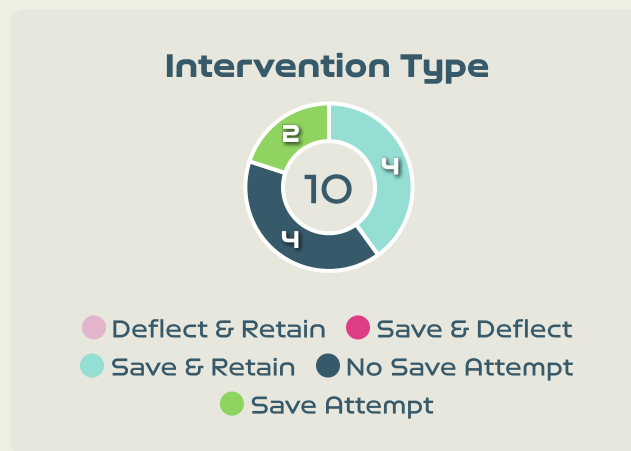 Intervention Type
2
4
10
4
Deflect & Retain Save & Deflect
Save & Retain No Save Attempt
Save Attempt